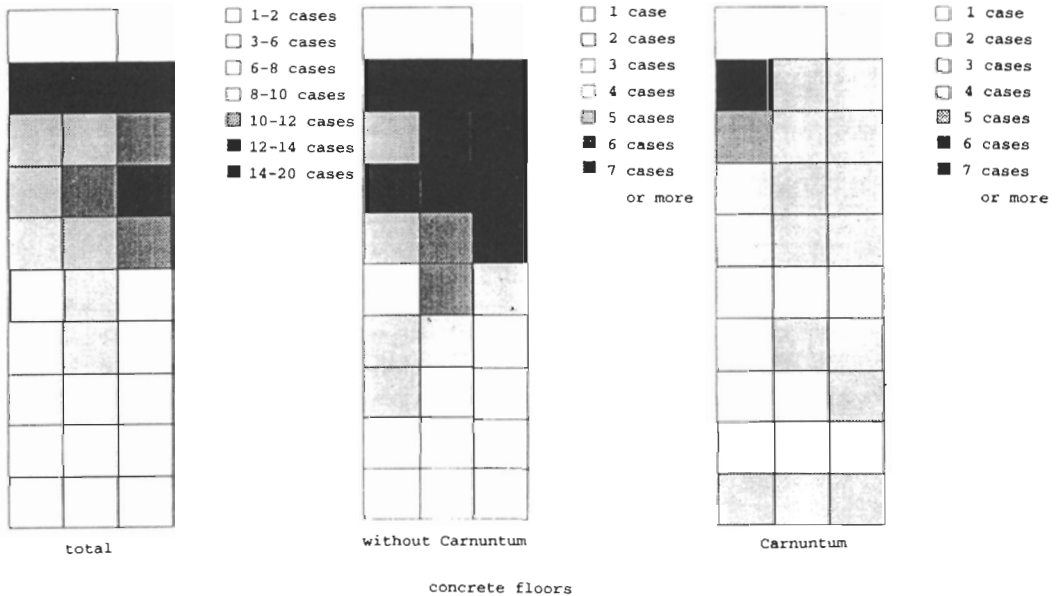 1-2 cases
3-6 cases
6-8 cases
8-10 cases
10-12 cases
12-14 cases
14-20 cases
total
1 case
2 cases
3 cases
4 cases
5 cases
6 cases
7 cases
or more
without Carnuntum
1 case
2 cases
3 cases
4 cases
5 cases
6 cases
7 cases
or more
Carnuntum
concrete floors